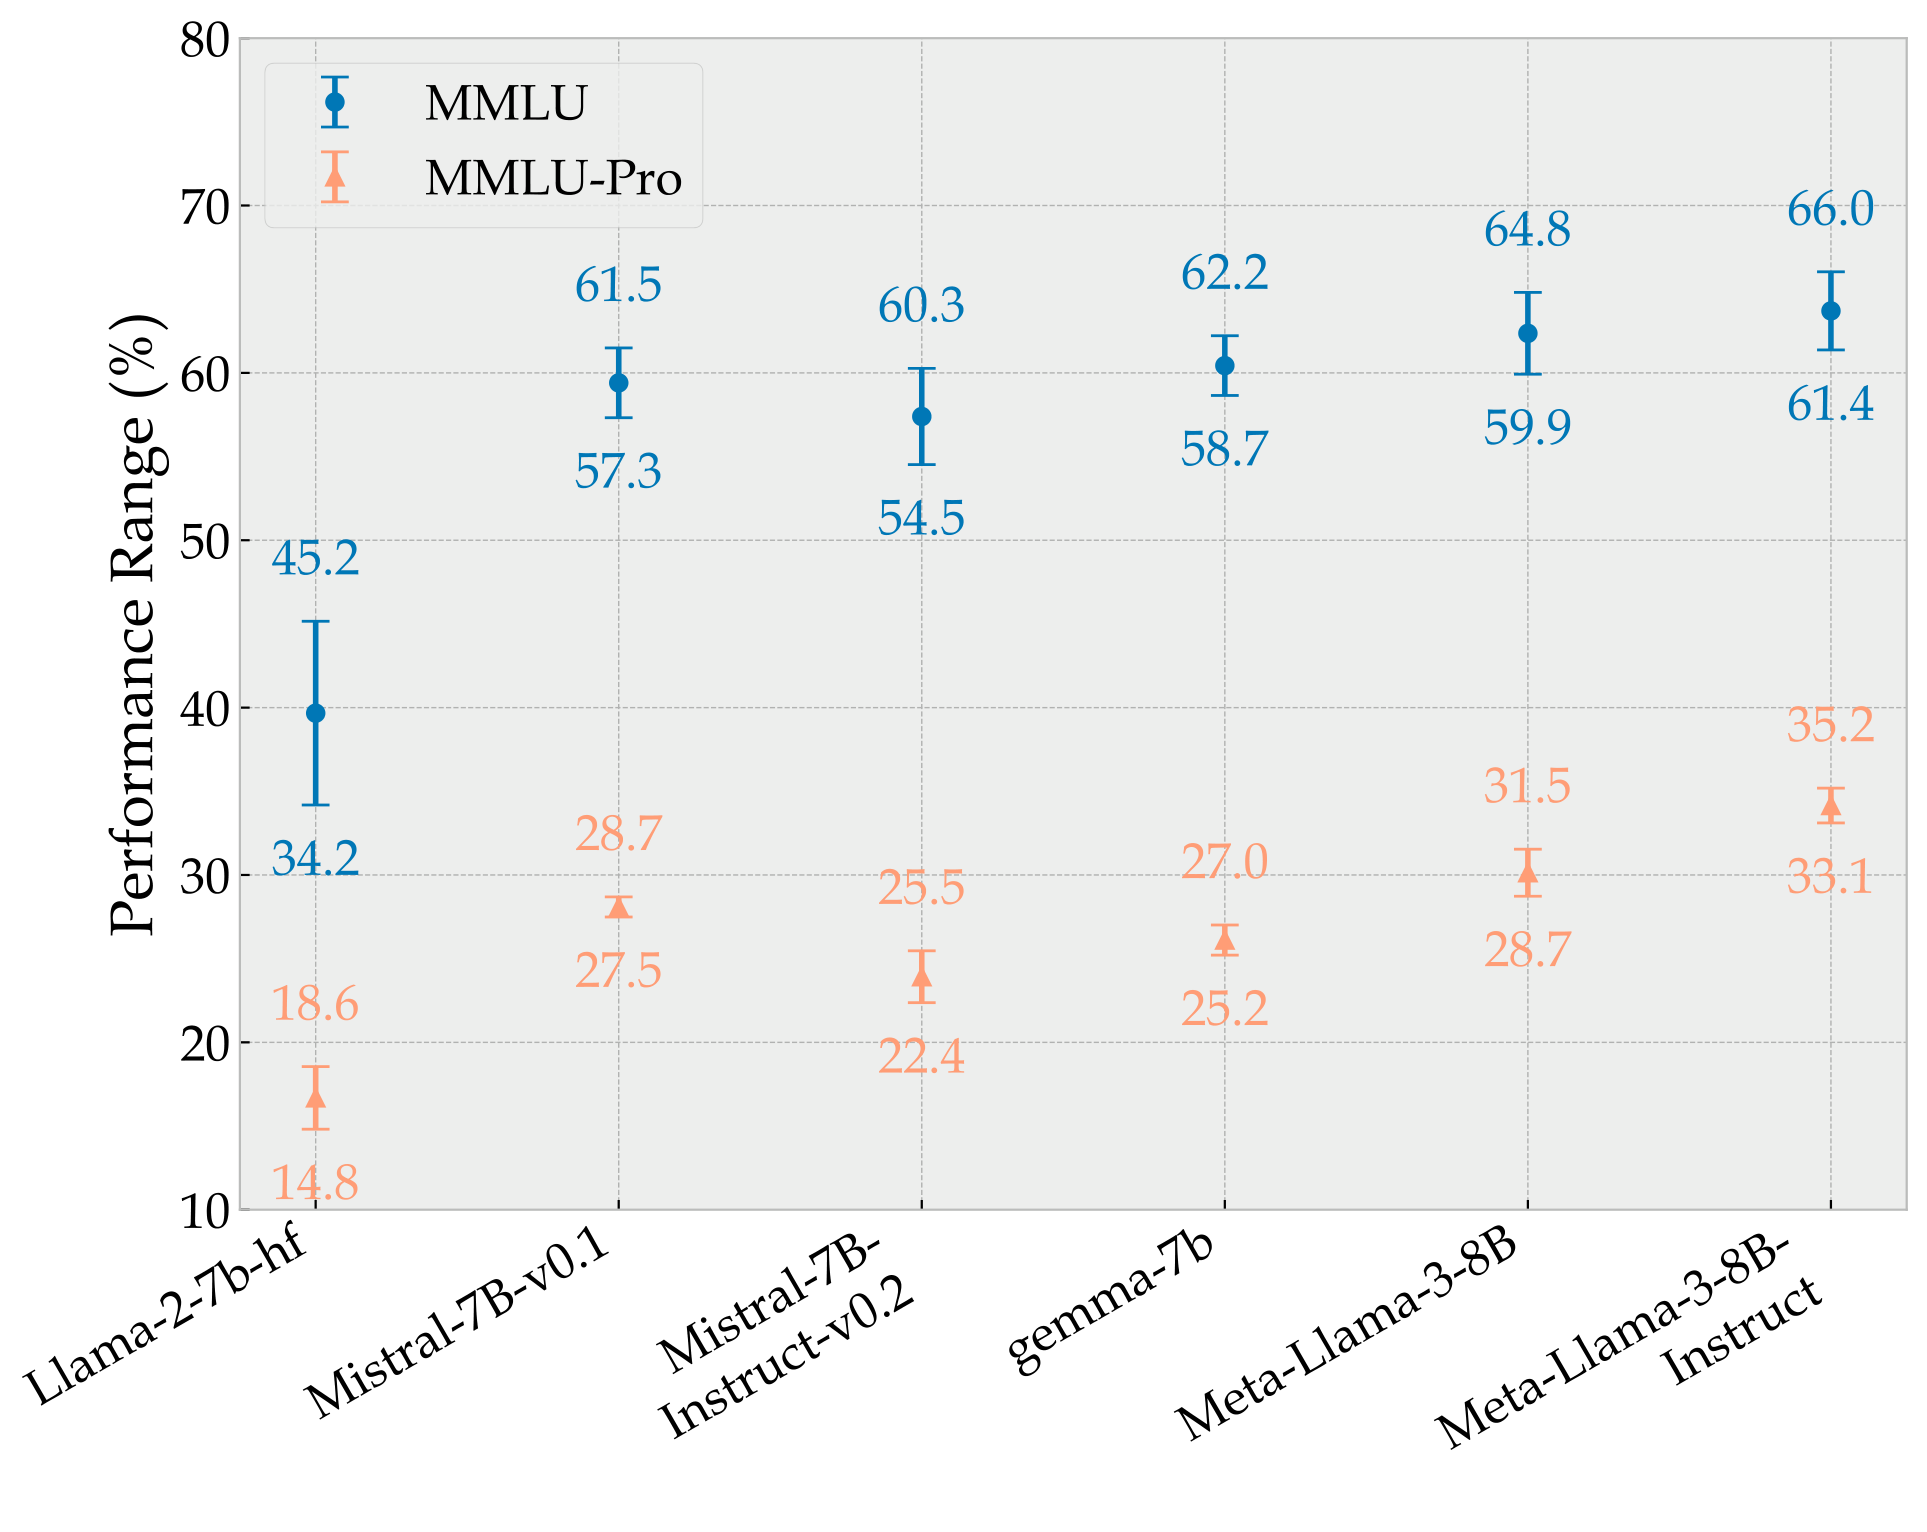 80
70
60
50
40
30
20
10
Performance Range (%)
MMLU
MMLU-Pro
45.2
34.2
18.6
14.8
61.5
57.3
28.7
27.5
60.3
54.5
25.5
22.4
62.2
58.7
27.0
25.2
64.8
59.9
31.5
28.7
66.0
61.4
35.2
33.1
Llama-2-7b-hf
Mistral-7B-v0.1
Mistral-7B-
Instruct-v0.2
gemma-7b
Meta-Llama-3-8B
Meta-Llama-3-8B-
Instruct